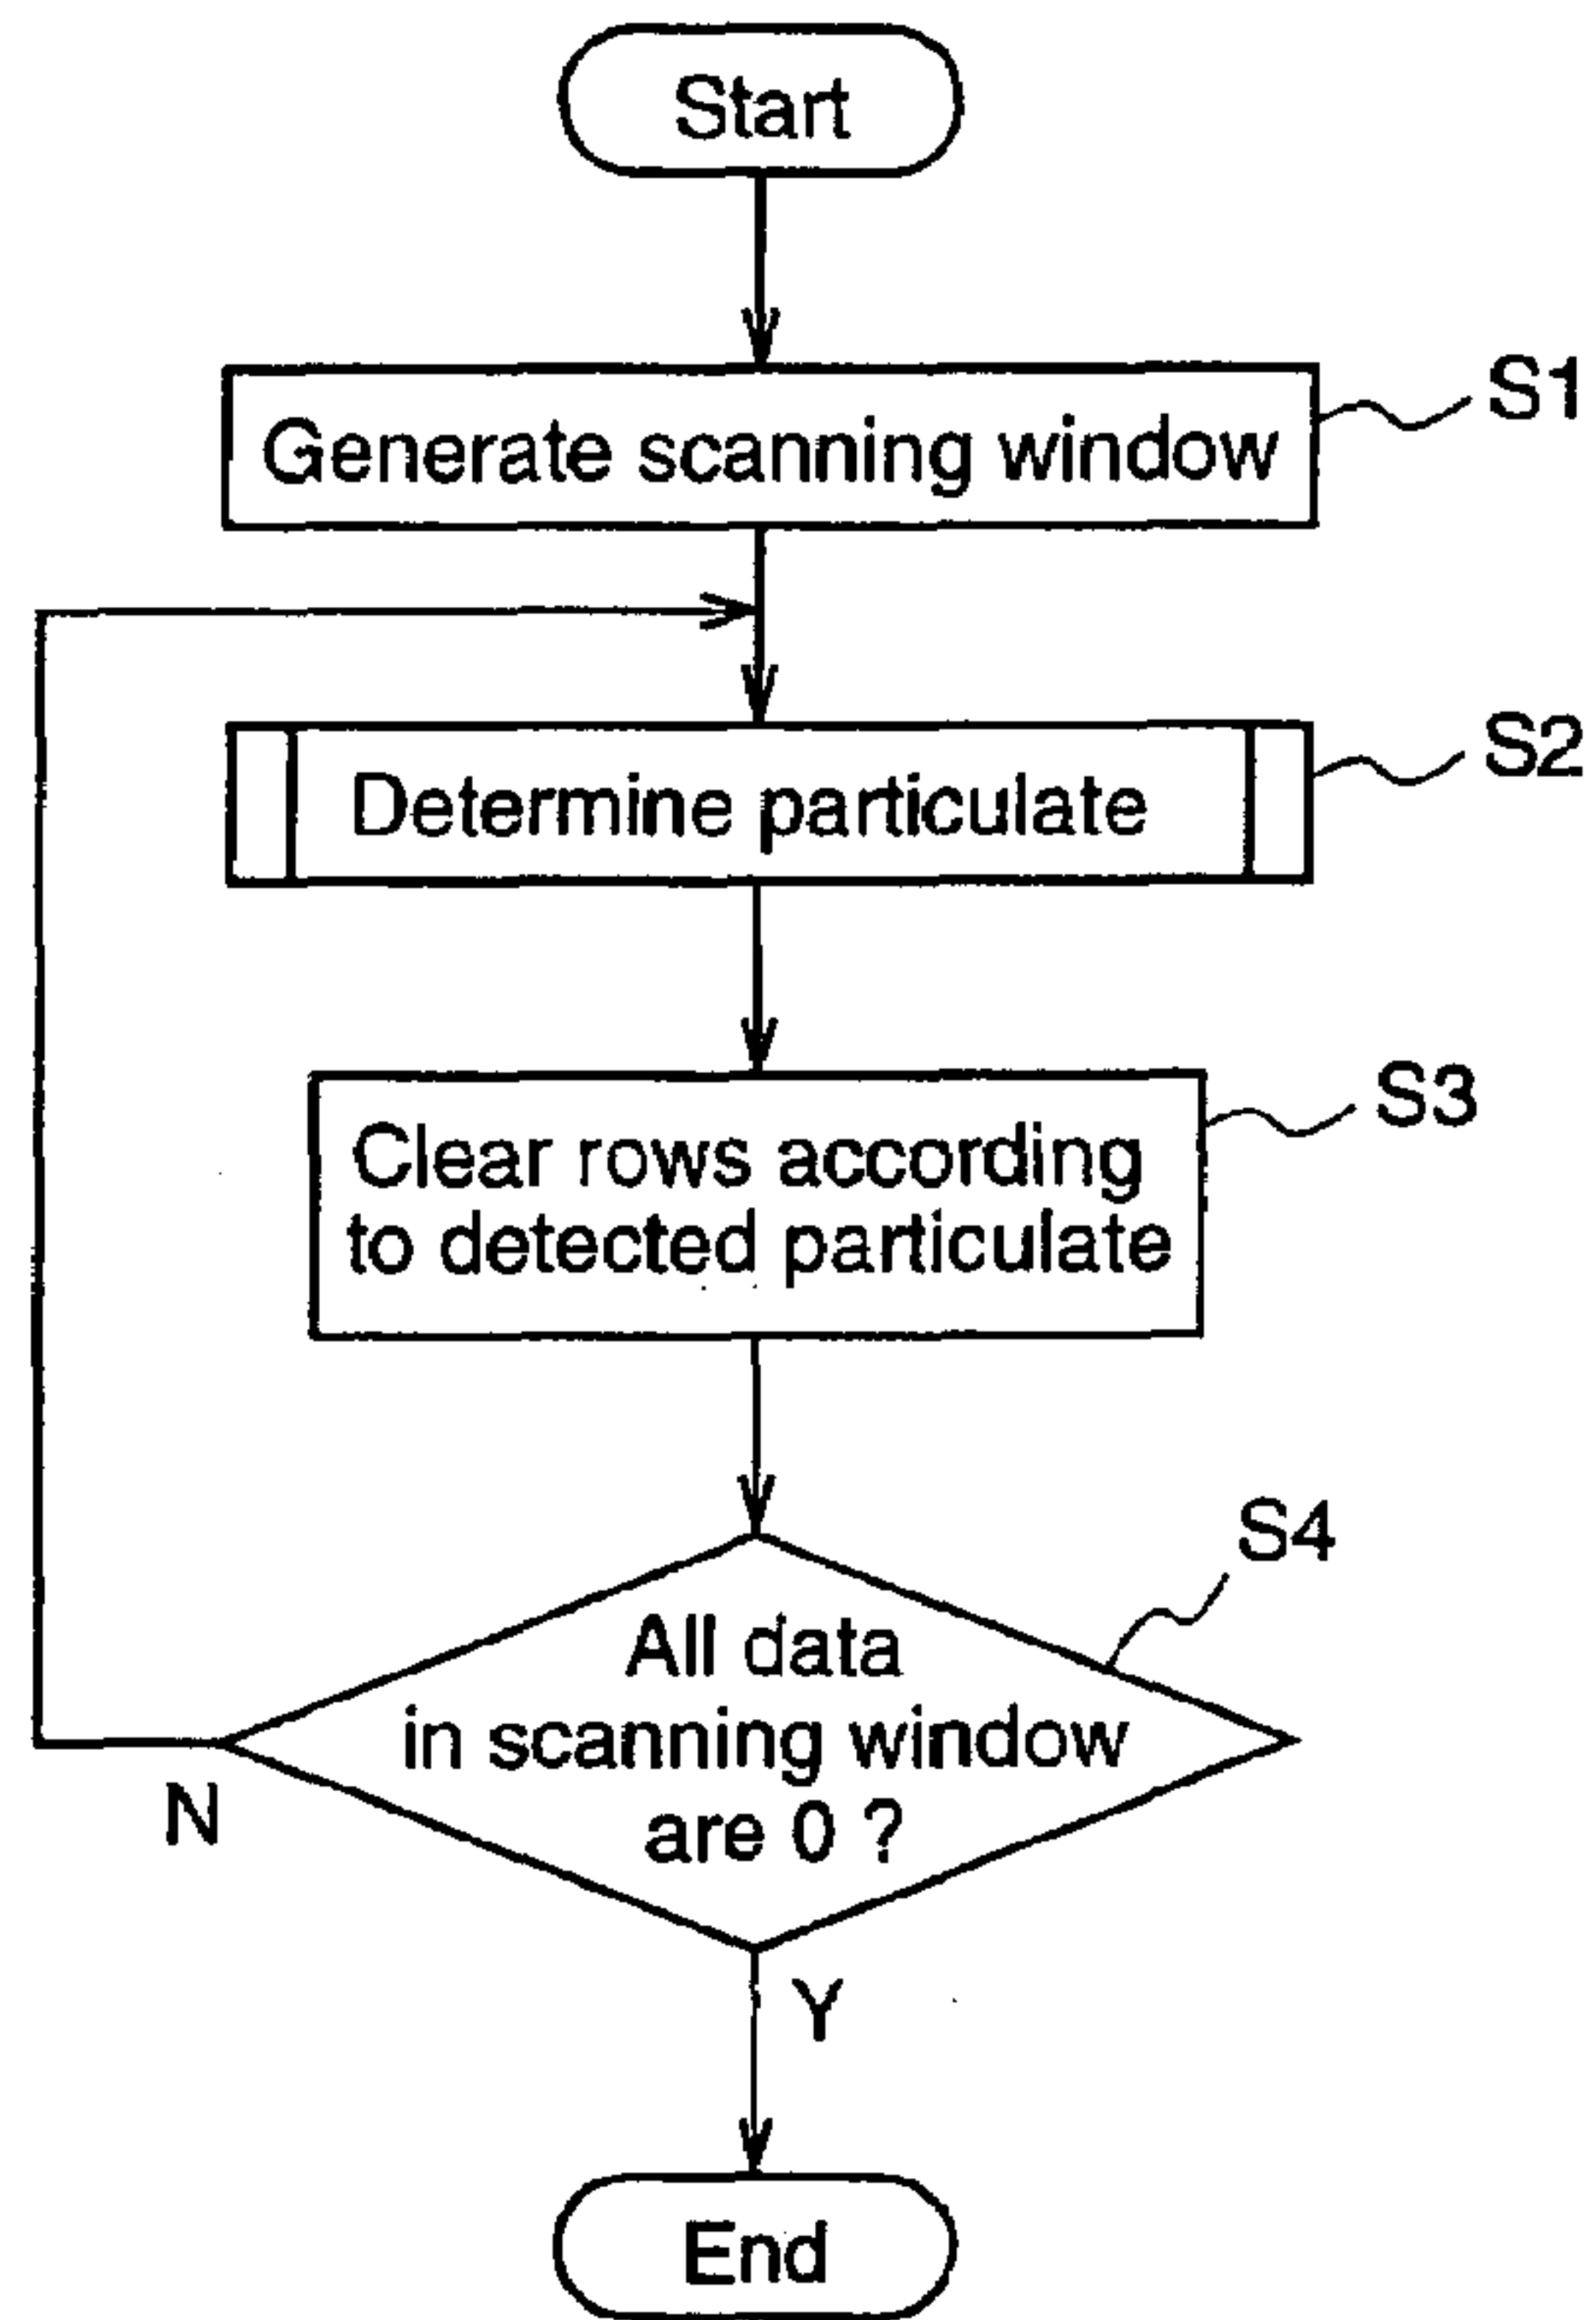 Start
Generate scanning window
S1
Determine particulate
S2
Clear rows according
to detected particulate
S3
All data
in scanning window
are 0 ?
S4
N
Y
End